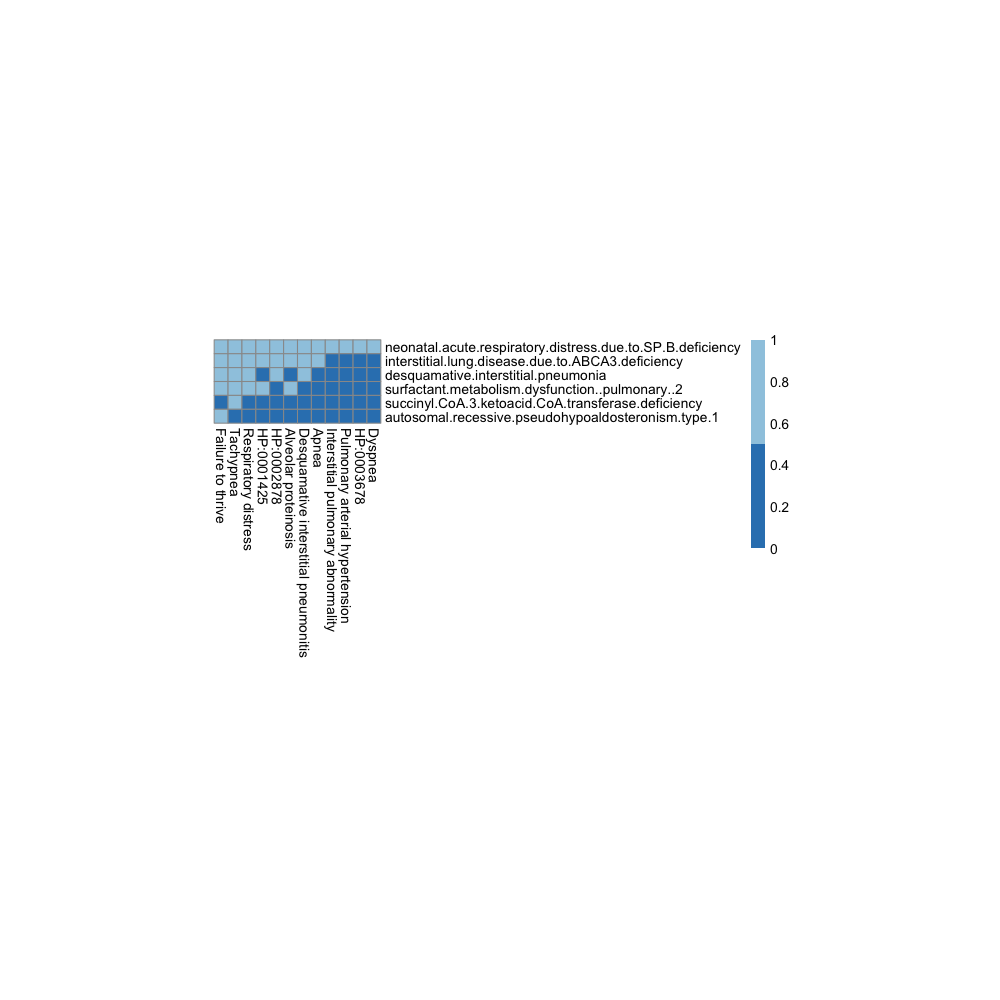 neonatal.acute.respiratory.distress.due.to.SP.B.deficiency
interstitial.lung.disease.due.to.ABCA3.deficiency
desquamative.interstitial.pneumonia
surfactant.metabolism.dysfunction..pulmonary..2
succinyl.CoA.3.ketoacid.CoA.transferase.deficiency
autosomal.recessive.pseudohypoaldosteronism.type.1
Failure to thrive
Tachypnea
Respiratory distress
HP:0001425
HP:0002878
Alveolar proteinosis
Desquamative interstitial pneumonitis
Apnea
Interstitial pulmonary abnormality
Pulmonary arterial hypertension
HP:0003678
Dyspnea
1
0.8
0.6
0.4
0.2
0